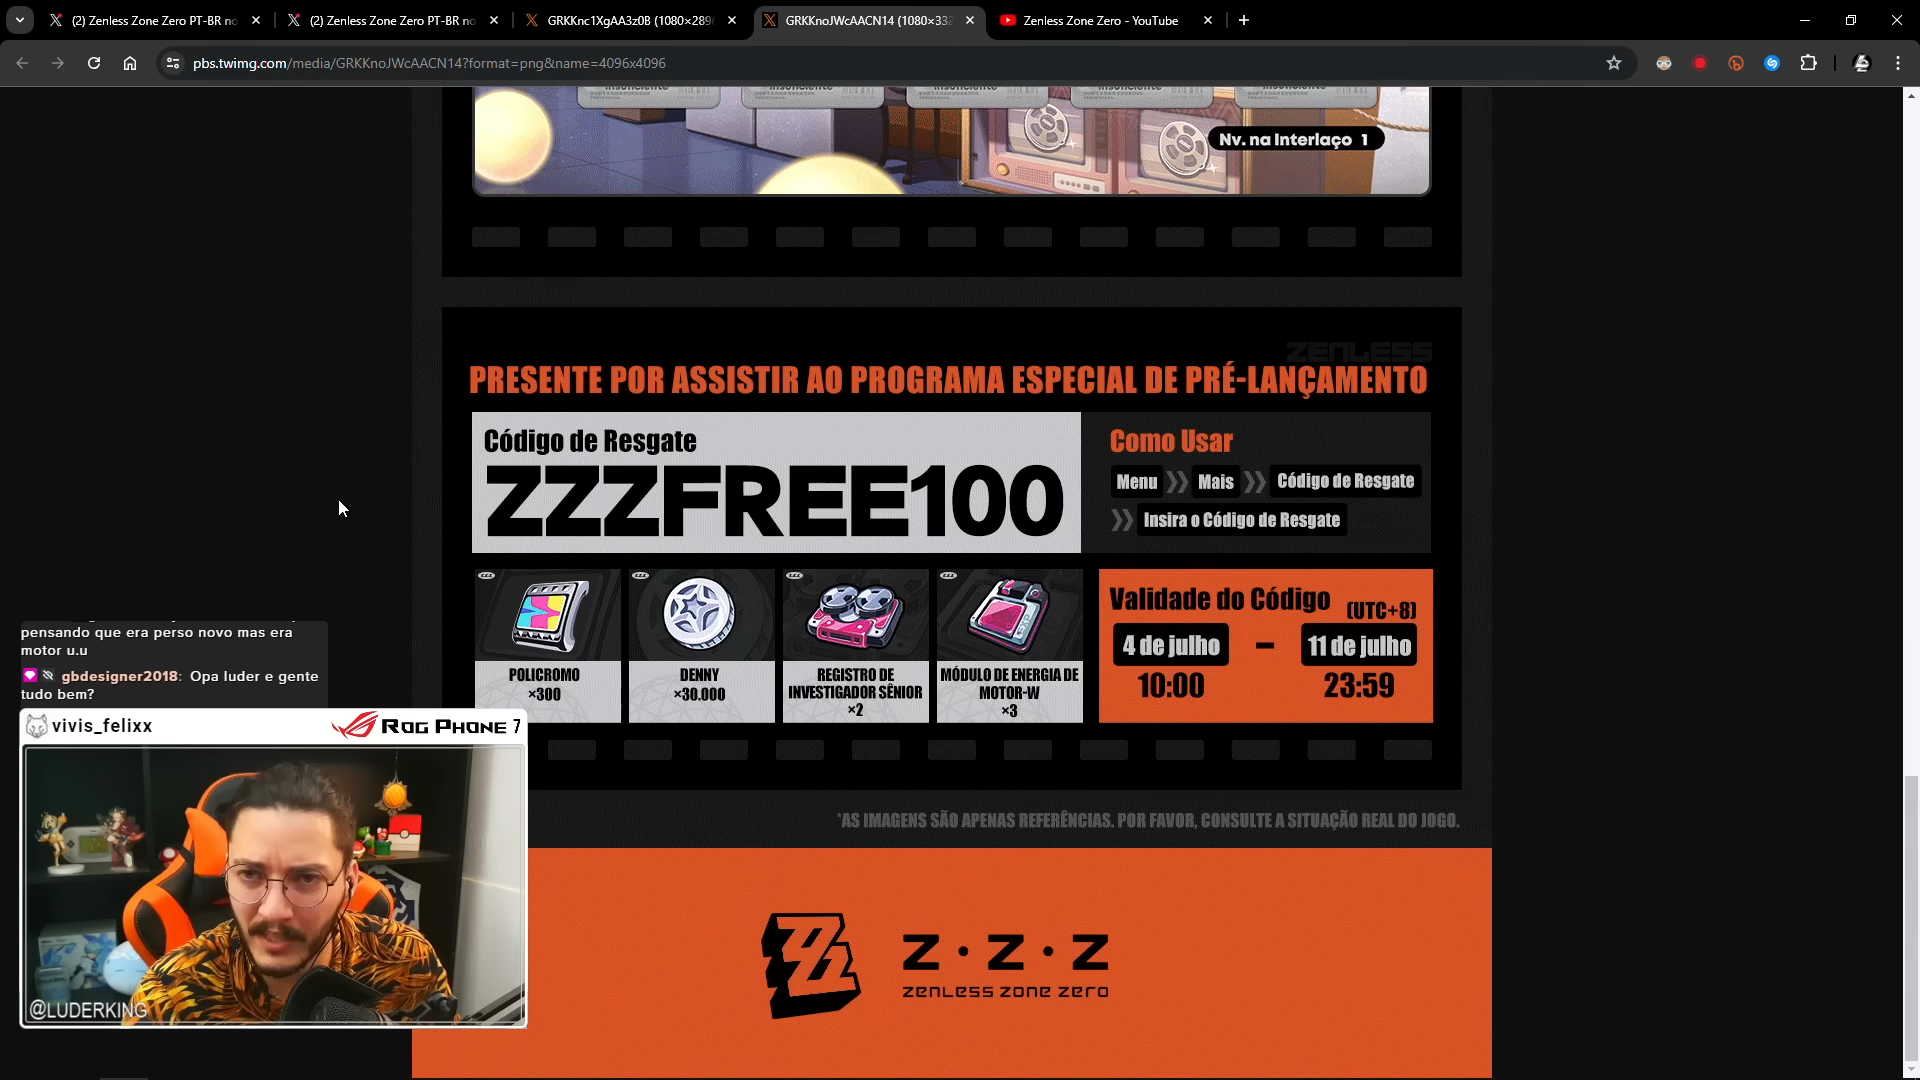 (2) Zenless Zone Zero PT-BR no
(2) Zenless Zone Zero PT-BR no
GRKKnc1XgAA3z0B (1080×289
GRKKnoJWcAACN14 (1080×332
Zenless Zone Zero - YouTube
pbs.twimg.com/media/GRKKnoJWcAACN14?format=png&name=4096x4096
Nv. na Interlaço 1
ZENLESS
PRESENTE POR ASSISTIR AO PROGRAMA ESPECIAL DE PRÉ-LANÇAMENTO
Código de Resgate
ZZZFREE100
Como Usar
Menu » Mais » Código de Resgate
» Insira o Código de Resgate
POLICROMO
×300
DENNY
×30.000
REGISTRO DE
INVESTIGADOR SÊNIOR
×2
MÓDULO DE ENERGIA DE
MOTOR-W
×3
Validade do Código (UTC+8)
4 de julho – 11 de julho
10:00 23:59
*AS IMAGENS SÃO APENAS REFERÊNCIAS. POR FAVOR, CONSULTE A SITUAÇÃO REAL DO JOGO.
Z·Z·Z
ZENLESS ZONE ZERO
pensando que era perso novo mas era
motor u.u
gbdesigner2018: Opa luder e gente
tudo bem?
vivis_felixx
ROG PHONE 7
@LUDERKING